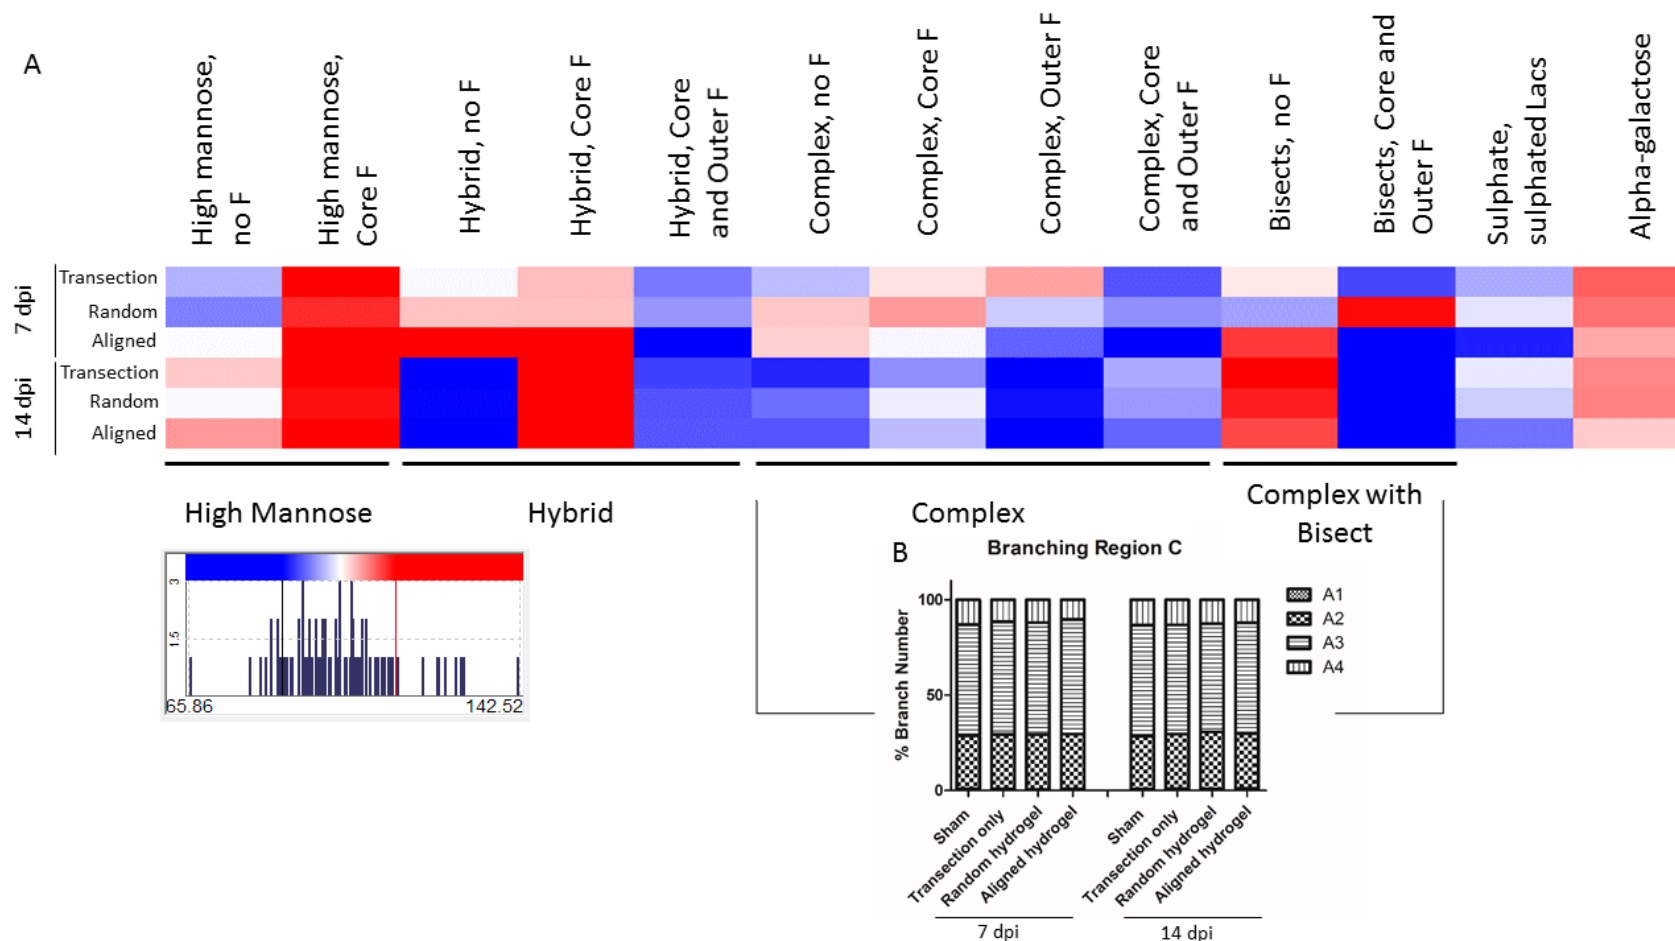 A
High mannose,
no F
High mannose,
Core F
Hybrid, no F
Hybrid, Core F
Hybrid, Core
and Outer F
Complex, no F
Complex, Core F
Complex, Outer F
Complex, Core
and Outer F
Bisects, no F
Bisects, Core and
Outer F
Sulphate,
sulphated Lacs
Alpha-galactose
7 dpi
Transection
Random
Aligned
14 dpi
Transection
Random
Aligned
High Mannose
Hybrid
Complex
Complex with
Bisect
3
1.5
65.86
142.52
B
Branching Region C
% Branch Number
100
50
0
A1
A2
A3
A4
Sham
Transection only
Random hydrogel
Aligned hydrogel
Sham
Transection only
Random hydrogel
Aligned hydrogel
7 dpi
14 dpi